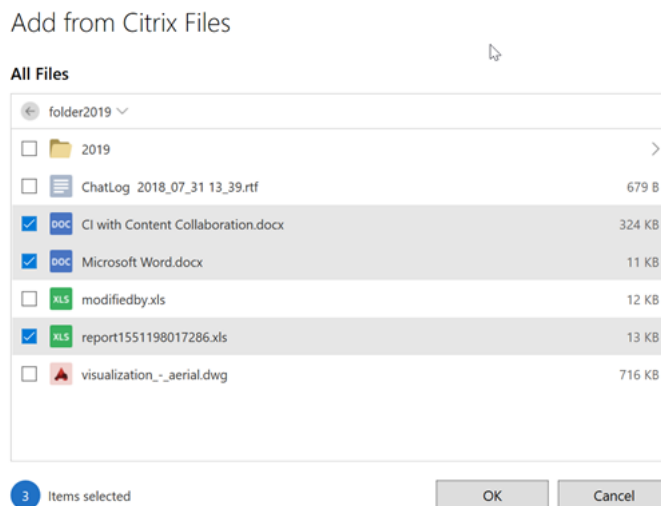 Add from Citrix Files
All Files
folder2019
2019
ChatLog 2018_07_31 13_39.rtf 679 B
DOC CI with Content Collaboration.docx 324 KB
DOC Microsoft Word.docx 11 KB
XLS modifiedby.xls 12 KB
XLS report1551198017286.xls 13 KB
visualization_-_aerial.dwg 716 KB
3 Items selected OK Cancel